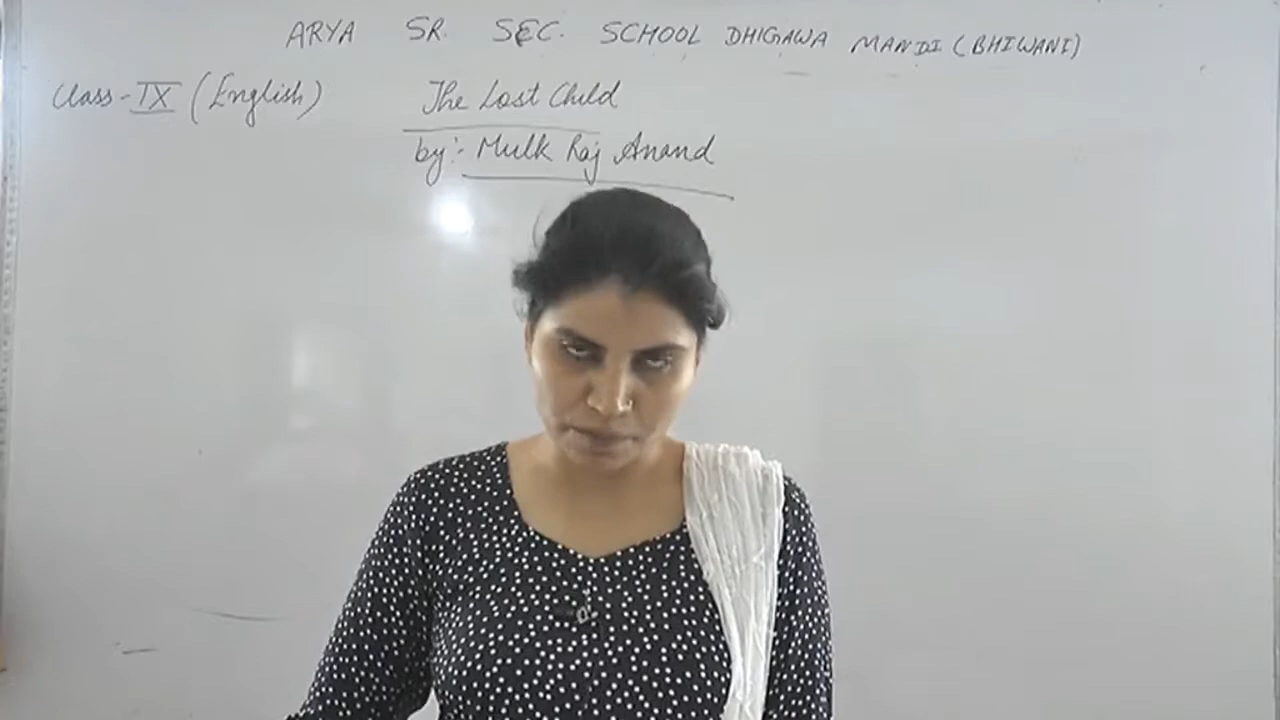 ARYA SR. SEC. SCHOOL DHIGAWA MANDI (BHIWANI)
Class - IX (English)
The Lost Child
by:- Mulk Raj Anand